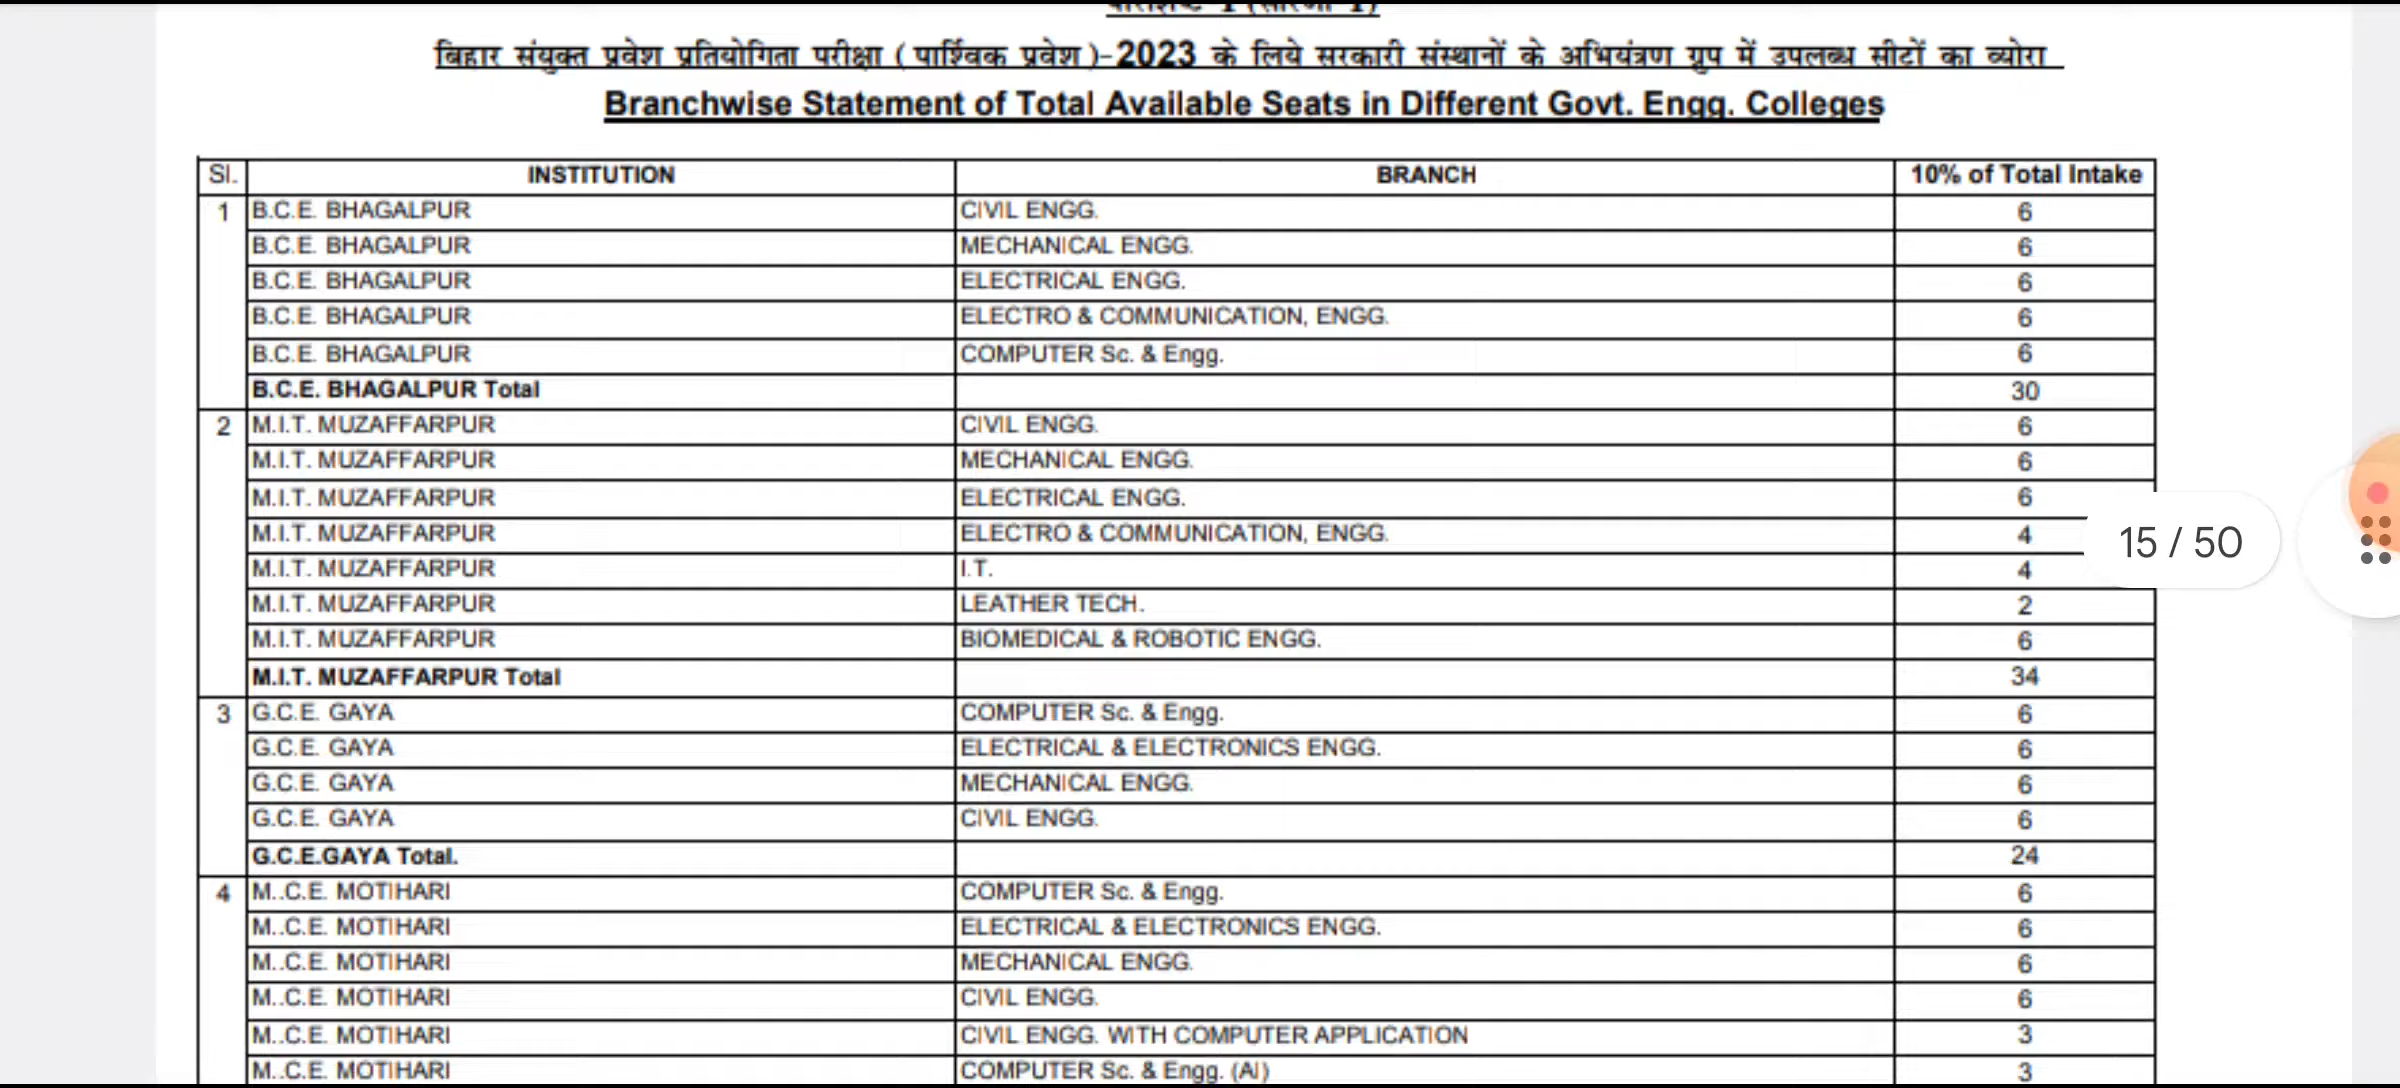 बिहार संयुक्त प्रवेश प्रतियोगिता परीक्षा ( पार्श्विक प्रवेश )-2023 के लिये सरकारी संस्थानों के अभियंत्रण ग्रुप में उपलब्ध सीटों का व्योरा
Branchwise Statement of Total Available Seats in Different Govt. Engg. Colleges
Sl. INSTITUTION BRANCH 10% of Total Intake
1 B.C.E. BHAGALPUR CIVIL ENGG. 6
B.C.E. BHAGALPUR MECHANICAL ENGG. 6
B.C.E. BHAGALPUR ELECTRICAL ENGG. 6
B.C.E. BHAGALPUR ELECTRO & COMMUNICATION, ENGG. 6
B.C.E. BHAGALPUR COMPUTER Sc. & Engg. 6
B.C.E. BHAGALPUR Total 30
2 M.I.T. MUZAFFARPUR CIVIL ENGG. 6
M.I.T. MUZAFFARPUR MECHANICAL ENGG. 6
M.I.T. MUZAFFARPUR ELECTRICAL ENGG. 6
M.I.T. MUZAFFARPUR ELECTRO & COMMUNICATION, ENGG. 4
15 / 50
M.I.T. MUZAFFARPUR I.T. 4
M.I.T. MUZAFFARPUR LEATHER TECH. 2
M.I.T. MUZAFFARPUR BIOMEDICAL & ROBOTIC ENGG. 6
M.I.T. MUZAFFARPUR Total 34
3 G.C.E. GAYA COMPUTER Sc. & Engg. 6
G.C.E. GAYA ELECTRICAL & ELECTRONICS ENGG. 6
G.C.E. GAYA MECHANICAL ENGG. 6
G.C.E. GAYA CIVIL ENGG. 6
G.C.E.GAYA Total. 24
4 M..C.E. MOTIHARI COMPUTER Sc. & Engg. 6
M..C.E. MOTIHARI ELECTRICAL & ELECTRONICS ENGG. 6
M..C.E. MOTIHARI MECHANICAL ENGG. 6
M..C.E. MOTIHARI CIVIL ENGG. 6
M..C.E. MOTIHARI CIVIL ENGG. WITH COMPUTER APPLICATION 3
M..C.E. MOTIHARI COMPUTER Sc. & Engg. (AI) 3